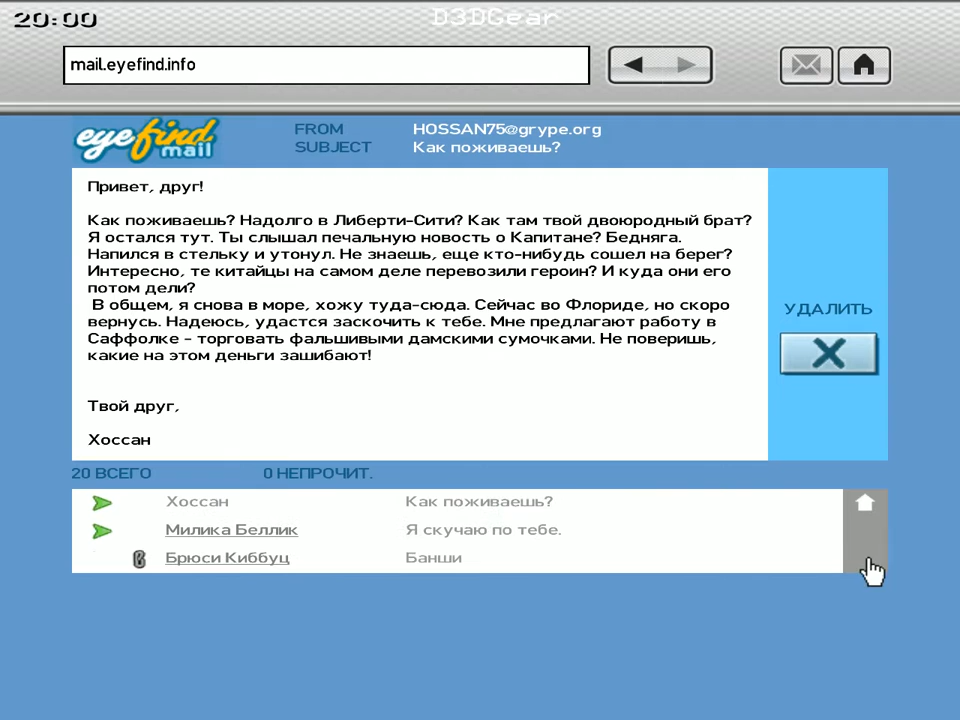 20:00
D3DGear
mail.eyefind.info
eyefind mail
FROM HOSSAN75@grype.org
SUBJECT Как поживаешь?
Привет, друг!
Как поживаешь? Надолго в Либерти-Сити? Как там твой двоюродный брат?
Я остался тут. Ты слышал печальную новость о Капитане? Бедняга.
Напился в стельку и утонул. Не знаешь, еще кто-нибудь сошел на берег?
Интересно, те китайцы на самом деле перевозили героин? И куда они его
потом дели?
В общем, я снова в море, хожу туда-сюда. Сейчас во Флориде, но скоро
вернусь. Надеюсь, удастся заскочить к тебе. Мне предлагают работу в
Саффолке - торговать фальшивыми дамскими сумочками. Не поверишь,
какие на этом деньги зашибают!
Твой друг,
Хоссан
УДАЛИТЬ
20 ВСЕГО 0 НЕПРОЧИТ.
Хоссан Как поживаешь?
Милика Беллик Я скучаю по тебе.
Брюси Киббуц Банши